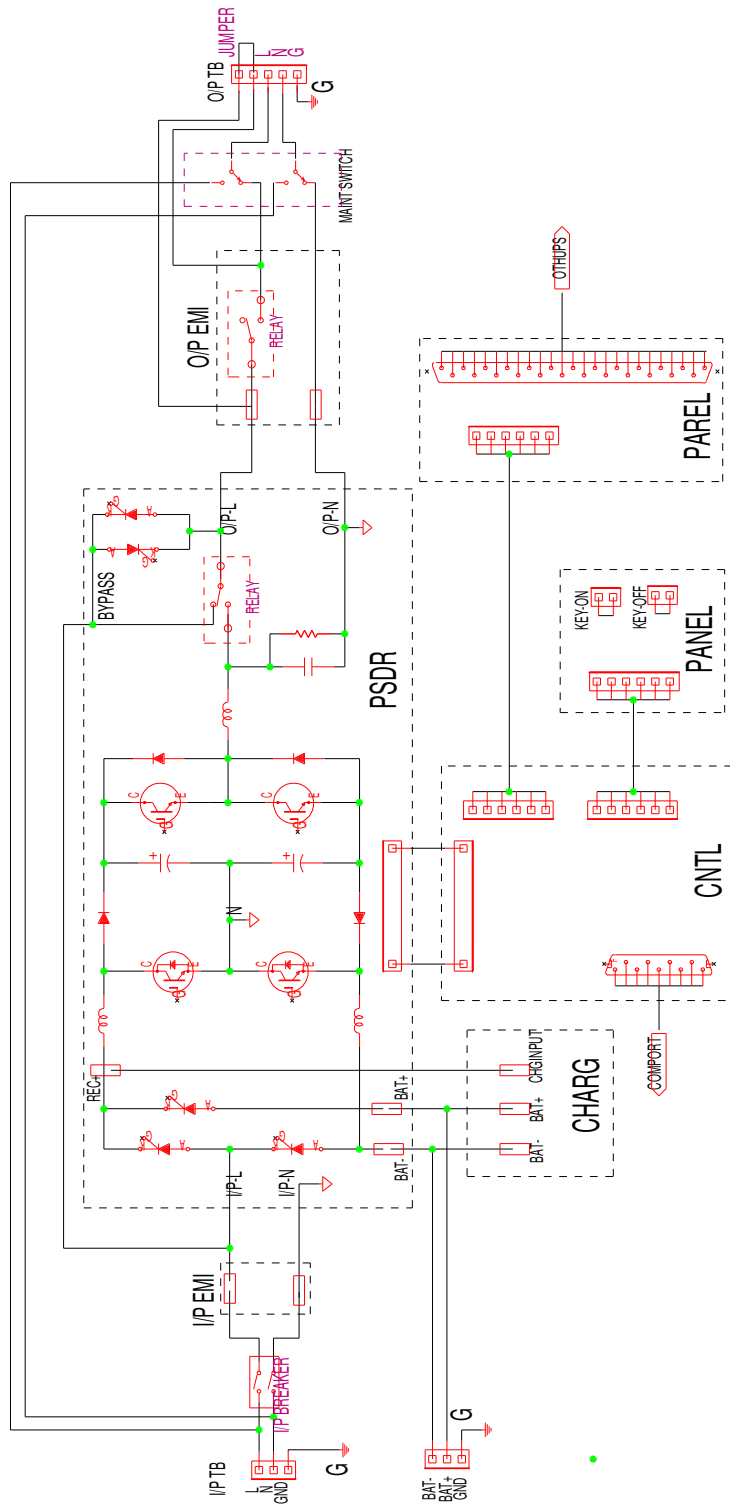 I/P TB
L
N
GND
G
I/P BREAKER
I/P EMI
I/P-L
I/P-N
REC+
BAT+
BAT-
K
G
A
K
G
A
K
G
A
C
G
E
C
G
E
N
+
+
C
G
E
C
G
E
PSDR
BYPASS
RELAY
A
K
G
G
K
A
O/P-L
O/P-N
O/P EMI
RELAY
MAINT SWITCH
O/P TB
JUMPER
L
N
G
G
BAT-
BAT+
GND
G
BAT-
BAT+
CHGINPUT
CHARG
COMPORT
CNTL
KEY-ON
KEY-OFF
PANEL
PAREL
OTHUPS